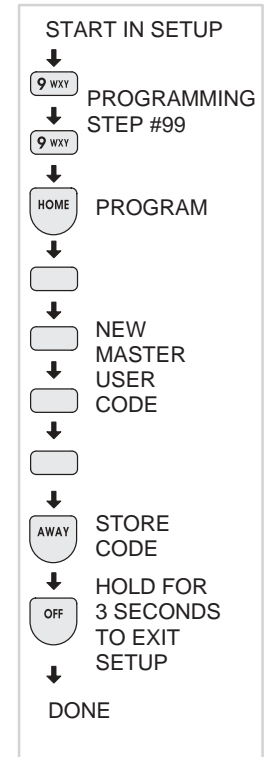 START IN SETUP
9 WXY
PROGRAMMING
STEP #99
9 WXY
HOME
PROGRAM
NEW
MASTER
USER
CODE
AWAY
STORE
CODE
OFF
HOLD FOR
3 SECONDS
TO EXIT
SETUP
DONE